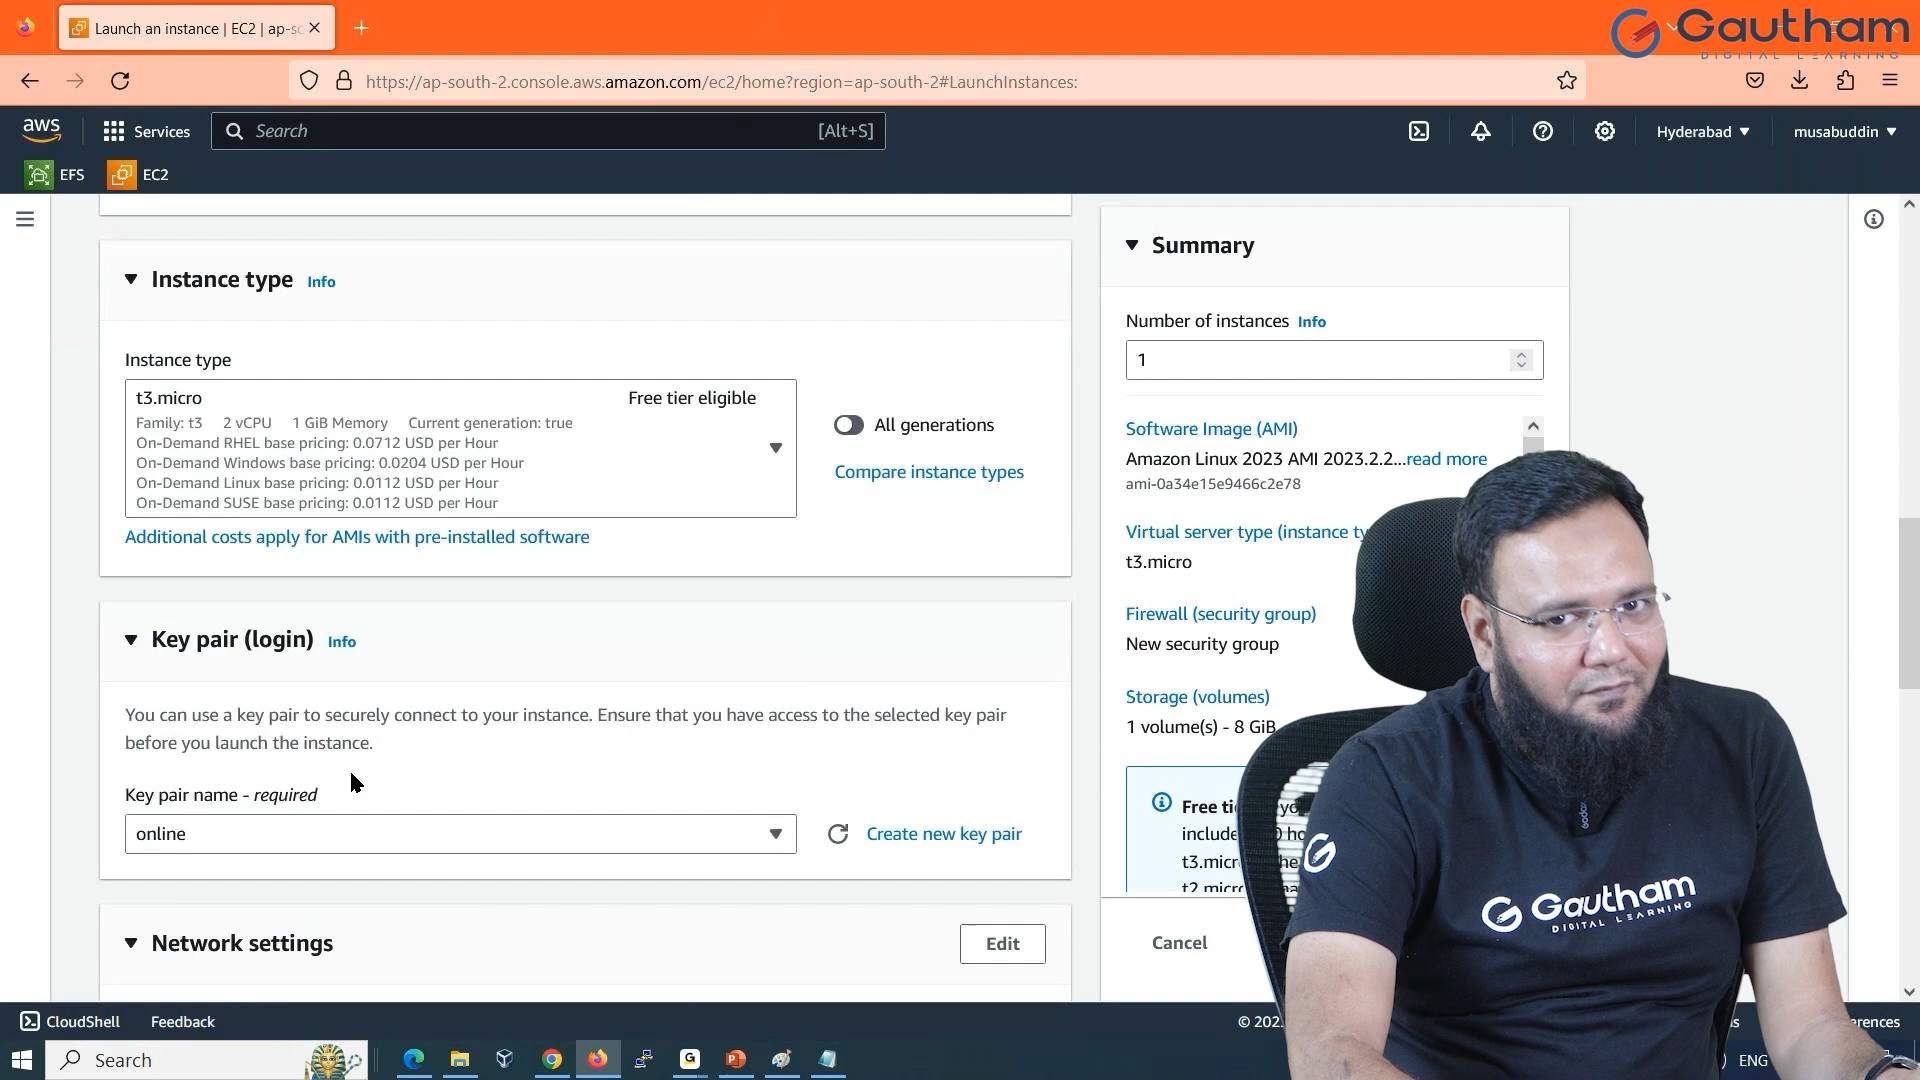 Launch an instance | EC2 | ap-sc
Gautham
DIGITAL LEARNING
https://ap-south-2.console.aws.amazon.com/ec2/home?region=ap-south-2#LaunchInstances:
aws
Services
Search
[Alt+S]
Hyderabad
musabuddin
EFS
EC2
Instance type Info
Instance type
t3.micro
Free tier eligible
Family: t3 2 vCPU 1 GiB Memory Current generation: true
On-Demand RHEL base pricing: 0.0712 USD per Hour
On-Demand Windows base pricing: 0.0204 USD per Hour
On-Demand Linux base pricing: 0.0112 USD per Hour
On-Demand SUSE base pricing: 0.0112 USD per Hour
All generations
Compare instance types
Additional costs apply for AMIs with pre-installed software
Key pair (login) Info
You can use a key pair to securely connect to your instance. Ensure that you have access to the selected key pair
before you launch the instance.
Key pair name - required
online
Create new key pair
Network settings
Edit
Summary
Number of instances Info
1
Software Image (AMI)
Amazon Linux 2023 AMI 2023.2.2...read more
ami-0a34e15e9466c2e78
Virtual server type (instance ty
t3.micro
Firewall (security group)
New security group
Storage (volumes)
1 volume(s) - 8 GiB
Free ti
include
t3.micr
t2.micr
Cancel
Gautham
DIGITAL LEARNING
CloudShell
Feedback
© 202
erences
Search
ENG